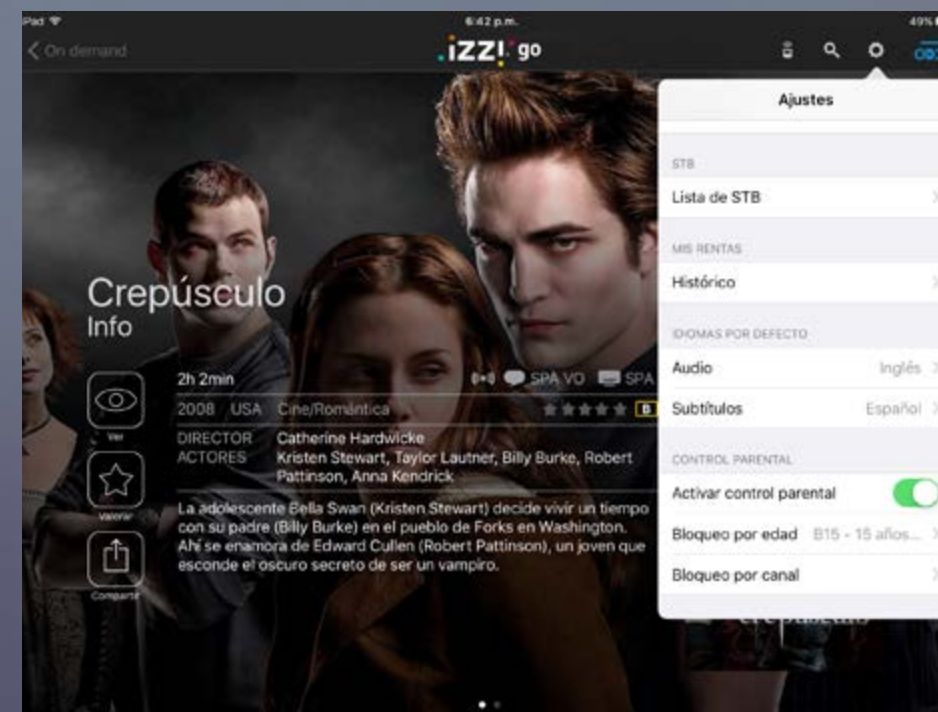 iPad
6:42 p.m.
49%
On demand
izz! go
Ajustes
STB
Lista de STB
MIS RENTAS
Histórico
IDIOMAS POR DEFECTO
Audio Inglés
Subtítulos Español
CONTROL PARENTAL
Activar control parental
Bloqueo por edad B15 - 15 años...
Bloqueo por canal
Crepúsculo
Info
Ver
Valorar
Compartir
2h 2min SPA VO SPA
2008 USA Cine/Romántica B
DIRECTOR Catherine Hardwicke
ACTORES Kristen Stewart, Taylor Lautner, Billy Burke, Robert
Pattinson, Anna Kendrick
La adolescente Bella Swan (Kristen Stewart) decide vivir un tiempo
con su padre (Billy Burke) en el pueblo de Forks en Washington.
Ahí se enamora de Edward Cullen (Robert Pattinson), un joven que
esconde el oscuro secreto de ser un vampiro.
crepúsculo